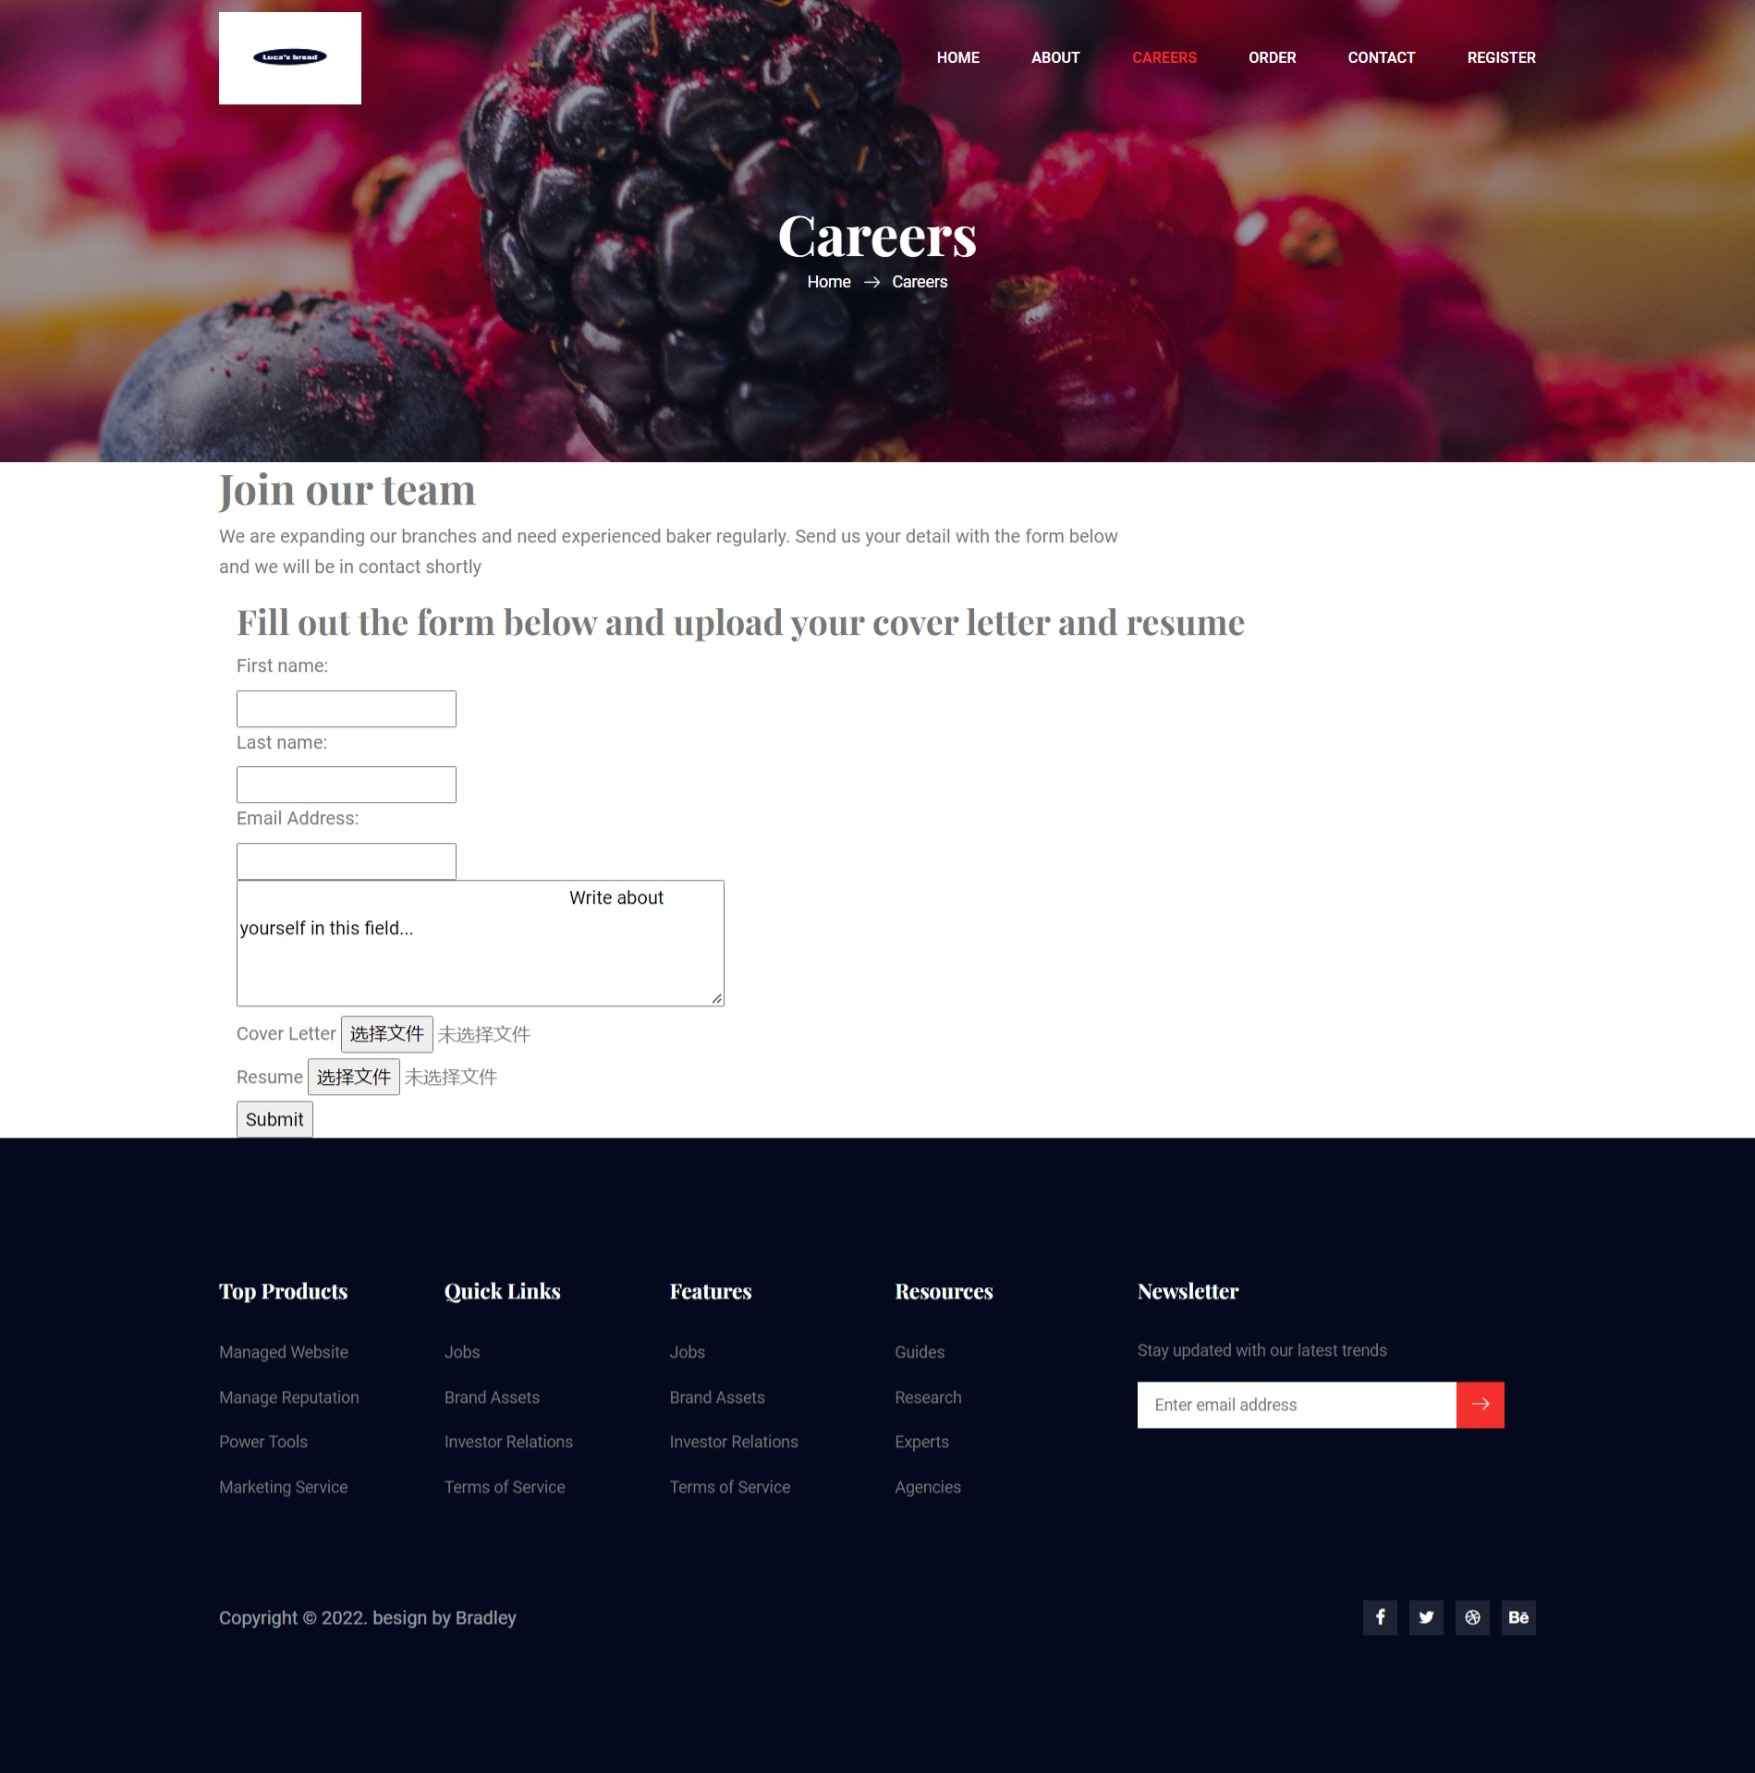 Luca's bread
HOME ABOUT CAREERS ORDER CONTACT REGISTER
Careers
Home → Careers
Join our team
We are expanding our branches and need experienced baker regularly. Send us your detail with the form below
and we will be in contact shortly
Fill out the form below and upload your cover letter and resume
First name:
Last name:
Email Address:
Write about
yourself in this field...
Cover Letter 选择文件 未选择文件
Resume 选择文件 未选择文件
Submit
Top Products
Managed Website
Manage Reputation
Power Tools
Marketing Service
Quick Links
Jobs
Brand Assets
Investor Relations
Terms of Service
Features
Jobs
Brand Assets
Investor Relations
Terms of Service
Resources
Guides
Research
Experts
Agencies
Newsletter
Stay updated with our latest trends
Enter email address
Copyright © 2022. besign by Bradley
Bē